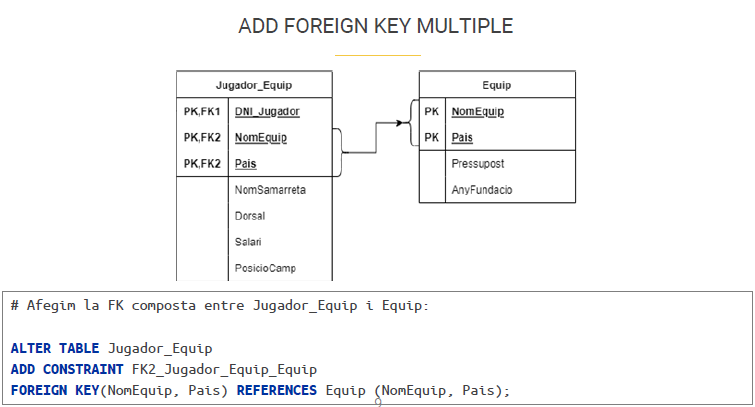 ADD FOREIGN KEY MULTIPLE
Jugador_Equip
PK,FK1 DNI_Jugador
PK,FK2 NomEquip
PK,FK2 Pais
NomSamarreta
Dorsal
Salari
PosicioCamp
Equip
PK NomEquip
PK Pais
Pressupost
AnyFundacio
# Afegim la FK composta entre Jugador_Equip i Equip:
ALTER TABLE Jugador_Equip
ADD CONSTRAINT FK2_Jugador_Equip_Equip
FOREIGN KEY(NomEquip, Pais) REFERENCES Equip (NomEquip, Pais);
9